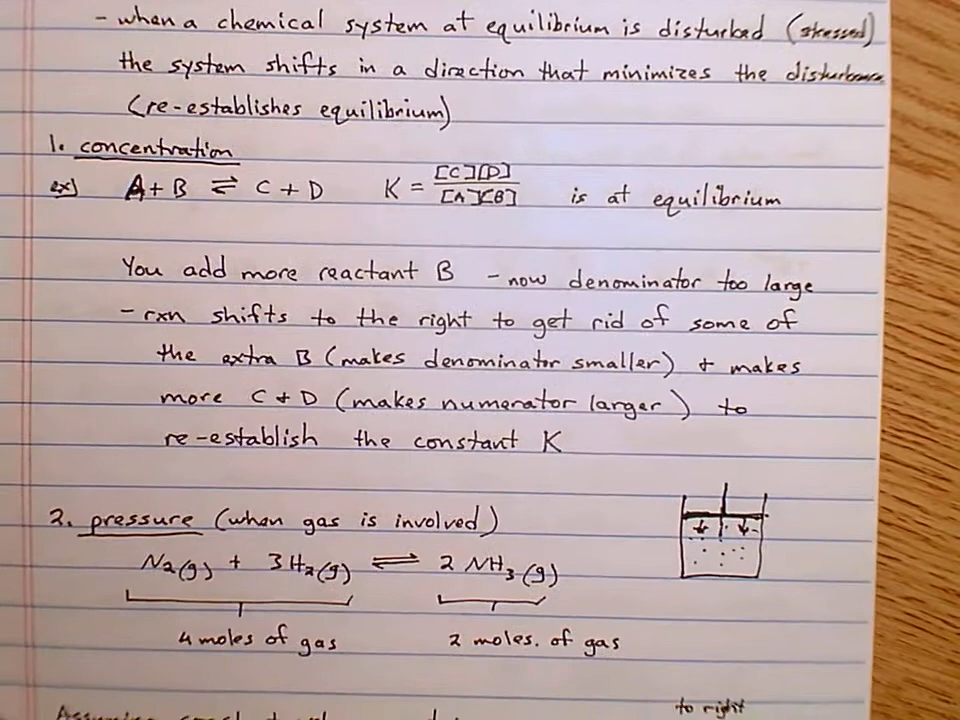 - when a chemical system at equilibrium is disturbed (stressed)
the system shifts in a direction that minimizes the disturbance
(re-establishes equilibrium)
1. concentration
ex) A + B ⇌ C + D K = [C][D] / [A][B] is at equilibrium
You add more reactant B - now denominator too large
- rxn shifts to the right to get rid of some of
the extra B (makes denominator smaller) + makes
more C + D (makes numerator larger) to
re-establish the constant K
2. pressure (when gas is involved)
N2(g) + 3H2(g) ⇌ 2 NH3(g)
4 moles of gas 2 moles. of gas
to right